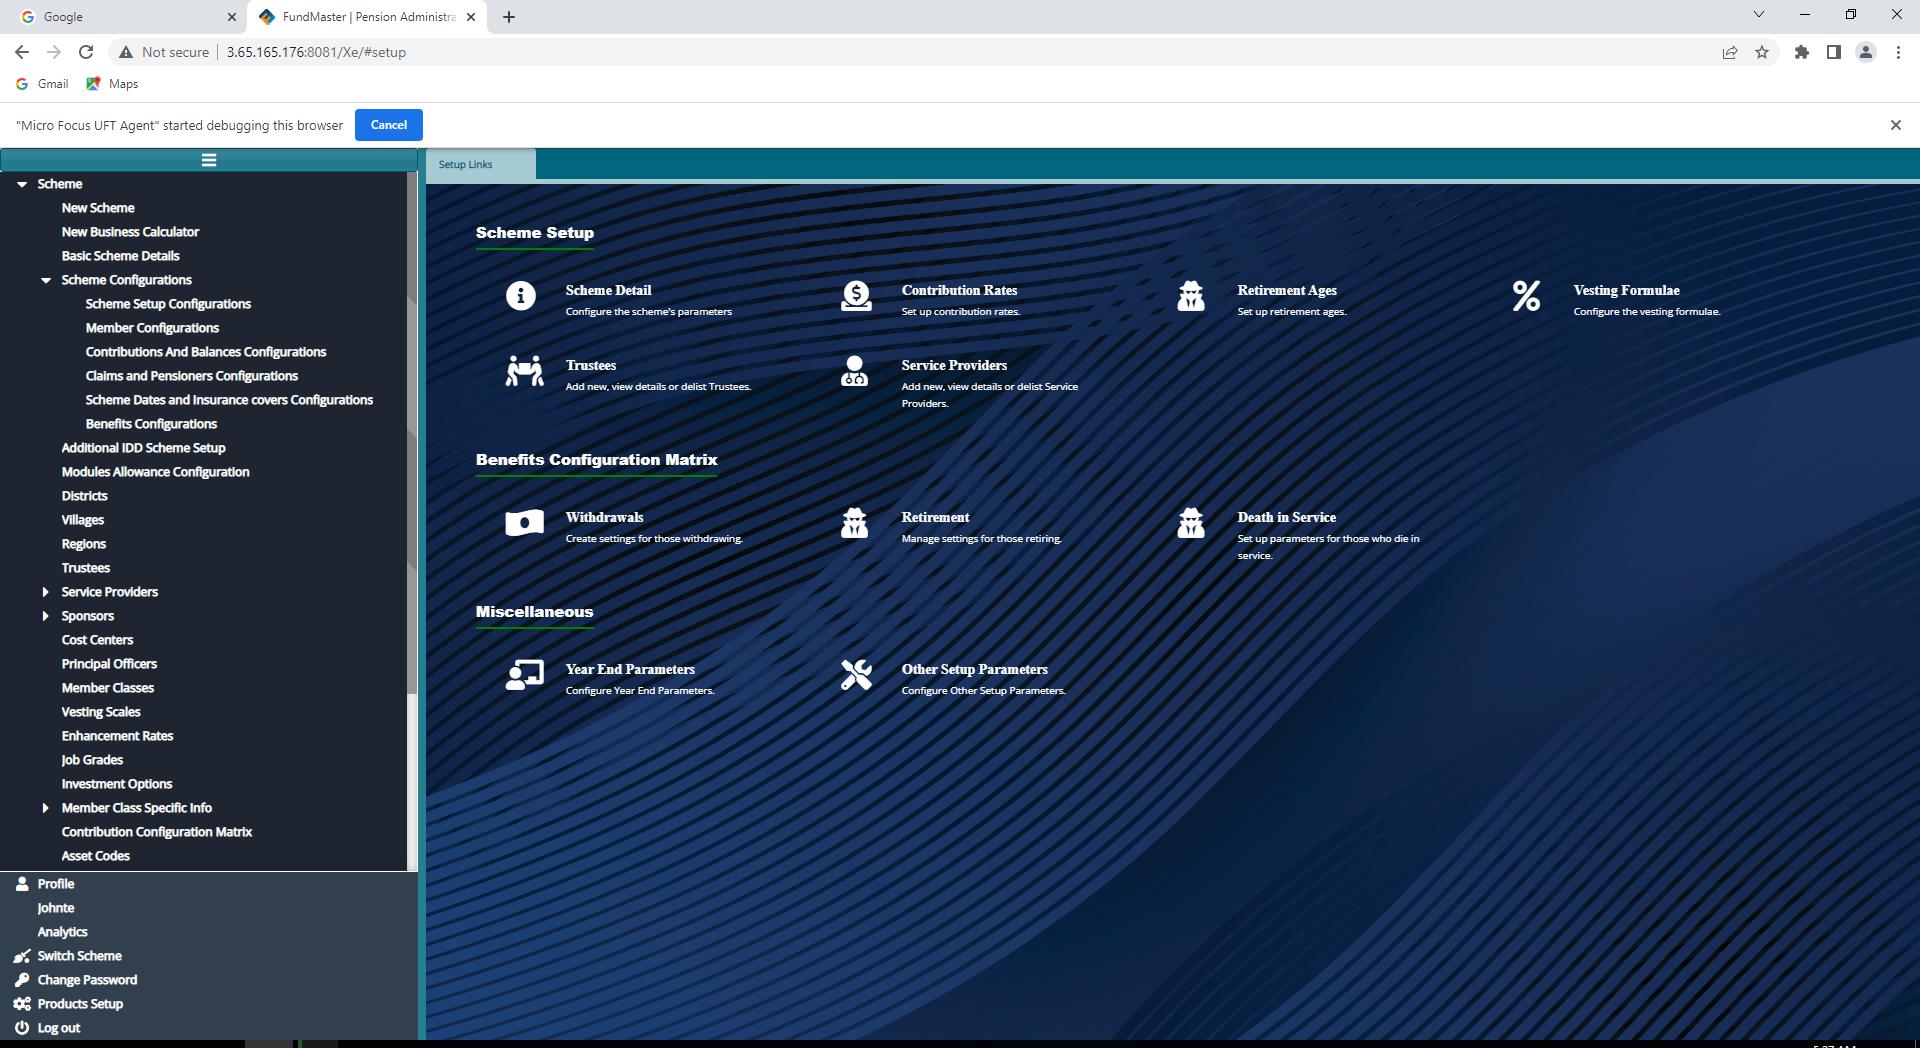 Google
FundMaster | Pension Administra
Not secure
3.65.165.176:8081/Xe/#setup
Gmail
Maps
"Micro Focus UFT Agent" started debugging this browser
Cancel
Scheme
New Scheme
New Business Calculator
Basic Scheme Details
Scheme Configurations
Scheme Setup Configurations
Member Configurations
Contributions And Balances Configurations
Claims and Pensioners Configurations
Scheme Dates and Insurance covers Configurations
Benefits Configurations
Additional IDD Scheme Setup
Modules Allowance Configuration
Districts
Villages
Regions
Trustees
Service Providers
Sponsors
Cost Centers
Principal Officers
Member Classes
Vesting Scales
Enhancement Rates
Job Grades
Investment Options
Member Class Specific Info
Contribution Configuration Matrix
Asset Codes
Profile
Johnte
Analytics
Switch Scheme
Change Password
Products Setup
Log out
Setup Links
Scheme Setup
Scheme Detail
Configure the scheme's parameters
Contribution Rates
Set up contribution rates.
Retirement Ages
Set up retirement ages.
Vesting Formulae
Configure the vesting formulae.
Trustees
Add new, view details or delist Trustees.
Service Providers
Add new, view details or delist Service
Providers.
Benefits Configuration Matrix
Withdrawals
Create settings for those withdrawing.
Retirement
Manage settings for those retiring.
Death in Service
Set up parameters for those who die in
service.
Miscellaneous
Year End Parameters
Configure Year End Parameters.
Other Setup Parameters
Configure Other Setup Parameters.